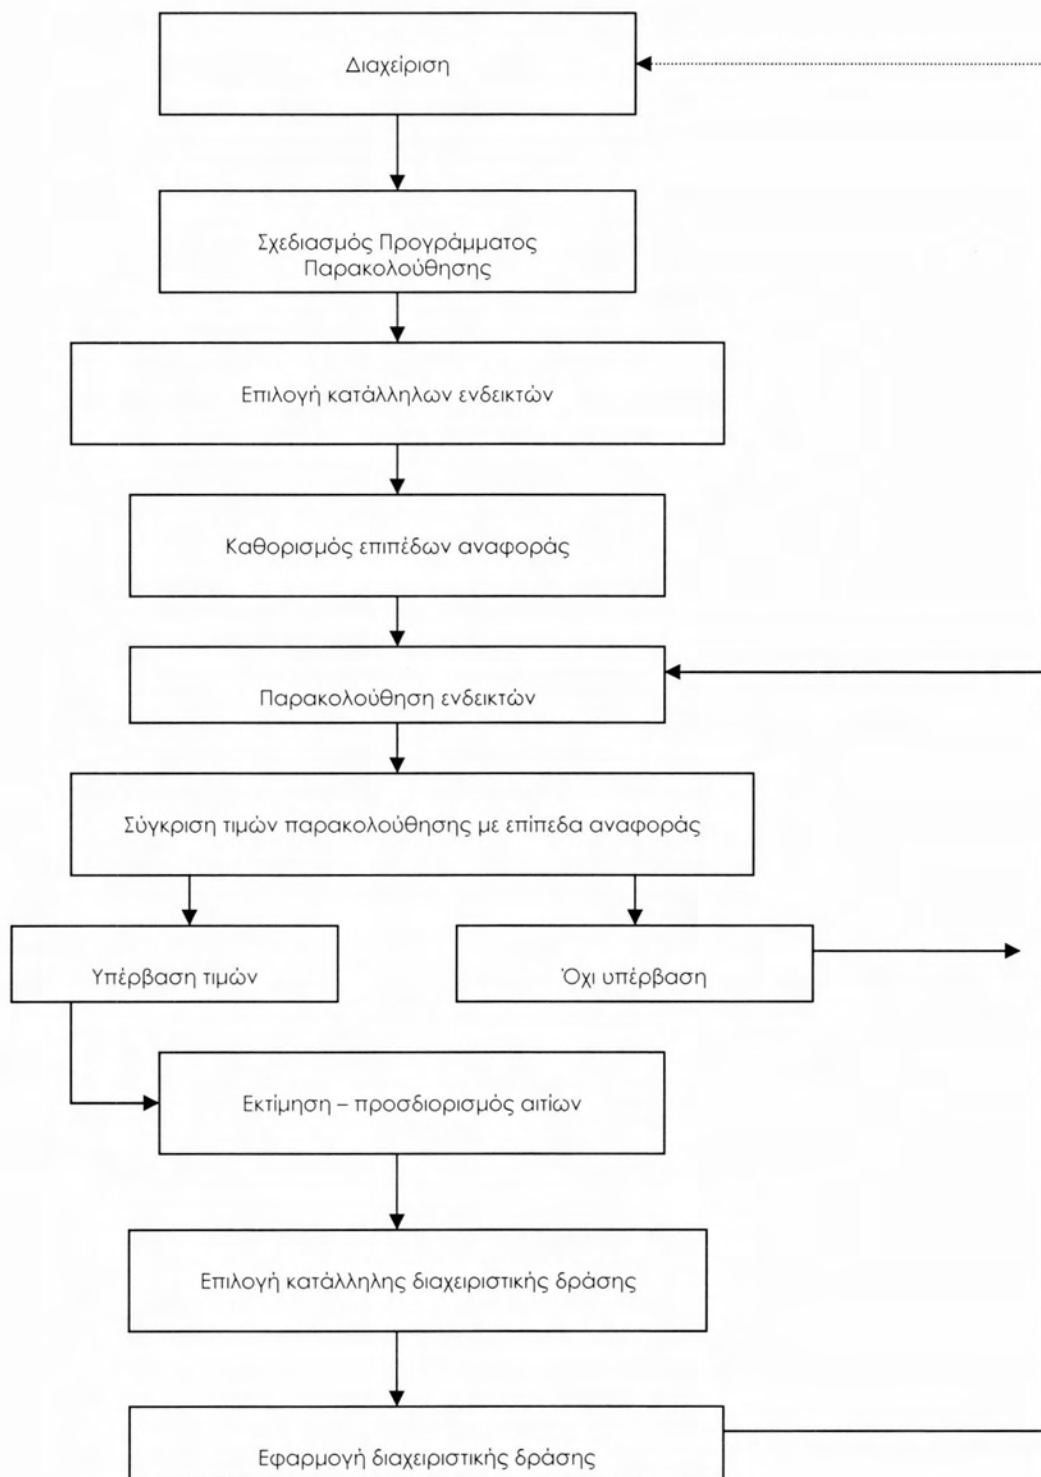 Διαχείριση
Σχεδιασμός Προγράμματος
Παρακολούθησης
Επιλογή κατάλληλων ενδεικτών
Καθορισμός επιπέδων αναφοράς
Παρακολούθηση ενδεικτών
Σύγκριση τιμών παρακολούθησης με επίπεδα αναφοράς
Υπέρβαση τιμών
Όχι υπέρβαση
Εκτίμηση – προσδιορισμός αιτίων
Επιλογή κατάλληλης διαχειριστικής δράσης
Εφαρμογή διαχειριστικής δράσης